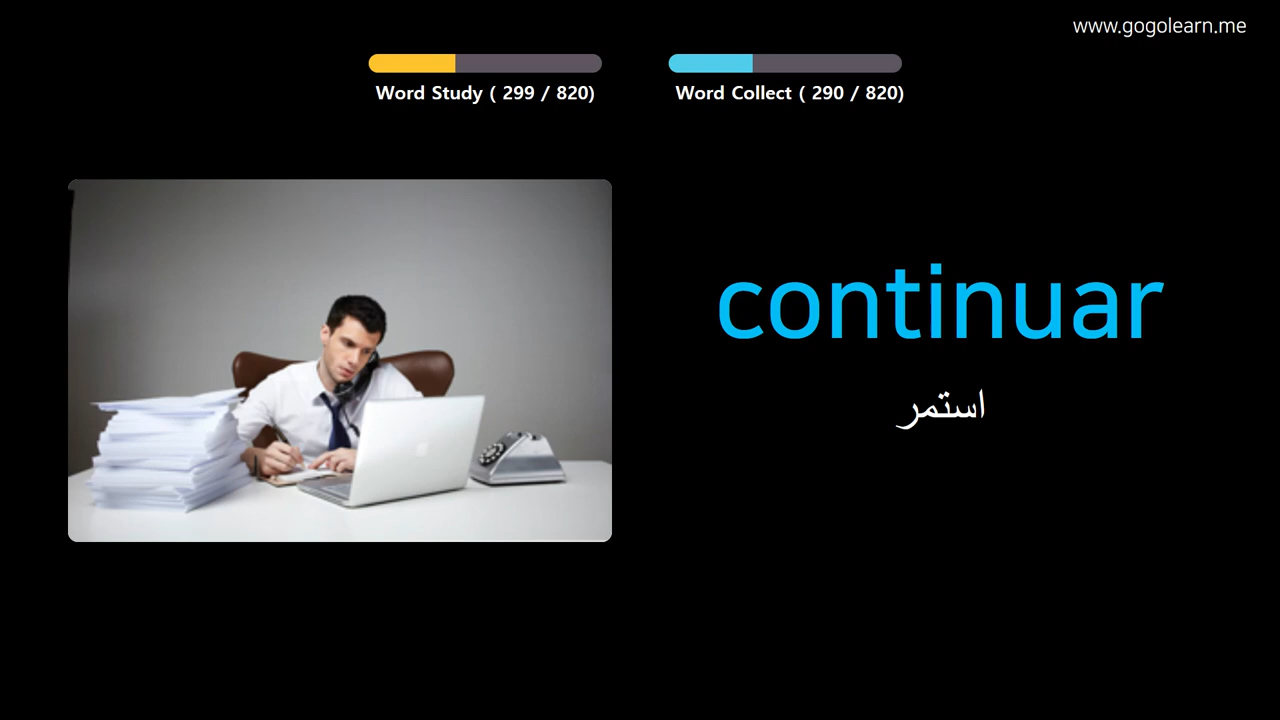 www.gogolearn.me
Word Study ( 299 / 820)
Word Collect ( 290 / 820)
continuar
استمر